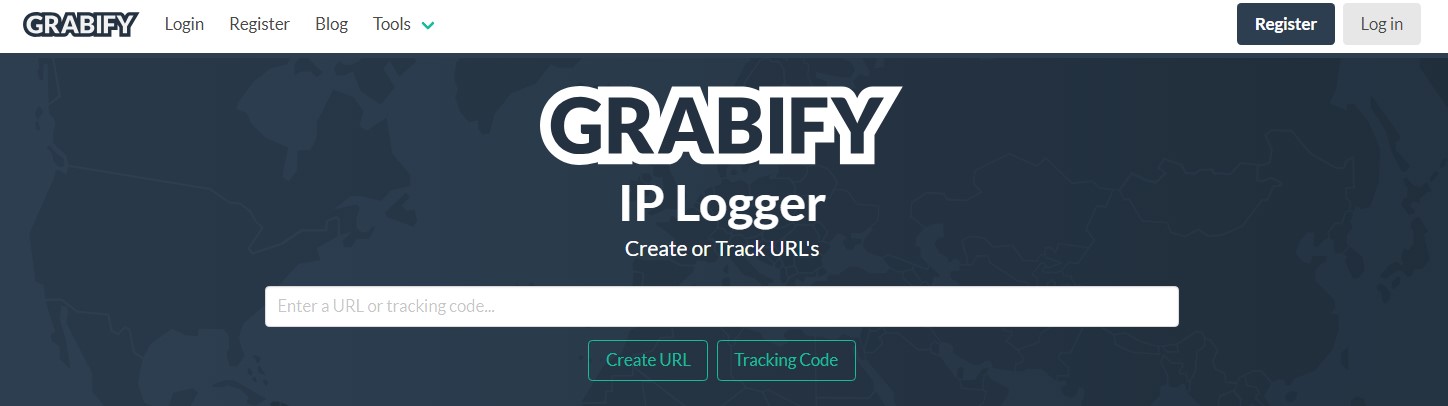 GRABIFY Login Register Blog Tools Register Log in
GRABIFY
IP Logger
Create or Track URL's
Enter a URL or tracking code...
Create URL Tracking Code